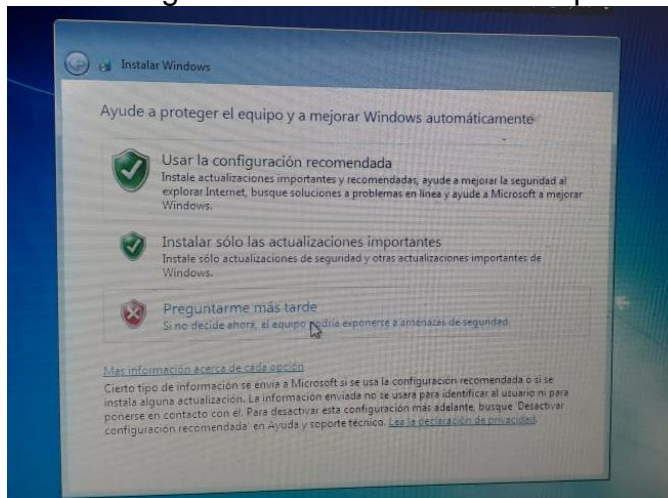 Instalar Windows
Ayude a proteger el equipo y a mejorar Windows automáticamente
Usar la configuración recomendada
Instale actualizaciones importantes y recomendadas, ayude a mejorar la seguridad al
explorar Internet, busque soluciones a problemas en línea y ayude a Microsoft a mejorar
Windows.
Instalar sólo las actualizaciones importantes
Instale sólo actualizaciones de seguridad y otras actualizaciones importantes de
Windows.
Preguntarme más tarde
Si no decide ahora, el equipo podría exponerse a amenazas de seguridad.
Más información acerca de cada opción
Cierto tipo de información se envía a Microsoft si se usa la configuración recomendada o si se
instala alguna actualización. La información enviada no se usará para identificar al usuario ni para
ponerse en contacto con él. Para desactivar esta configuración más adelante, busque 'Desactivar
configuración recomendada' en Ayuda y soporte técnico. Lea la declaración de privacidad.